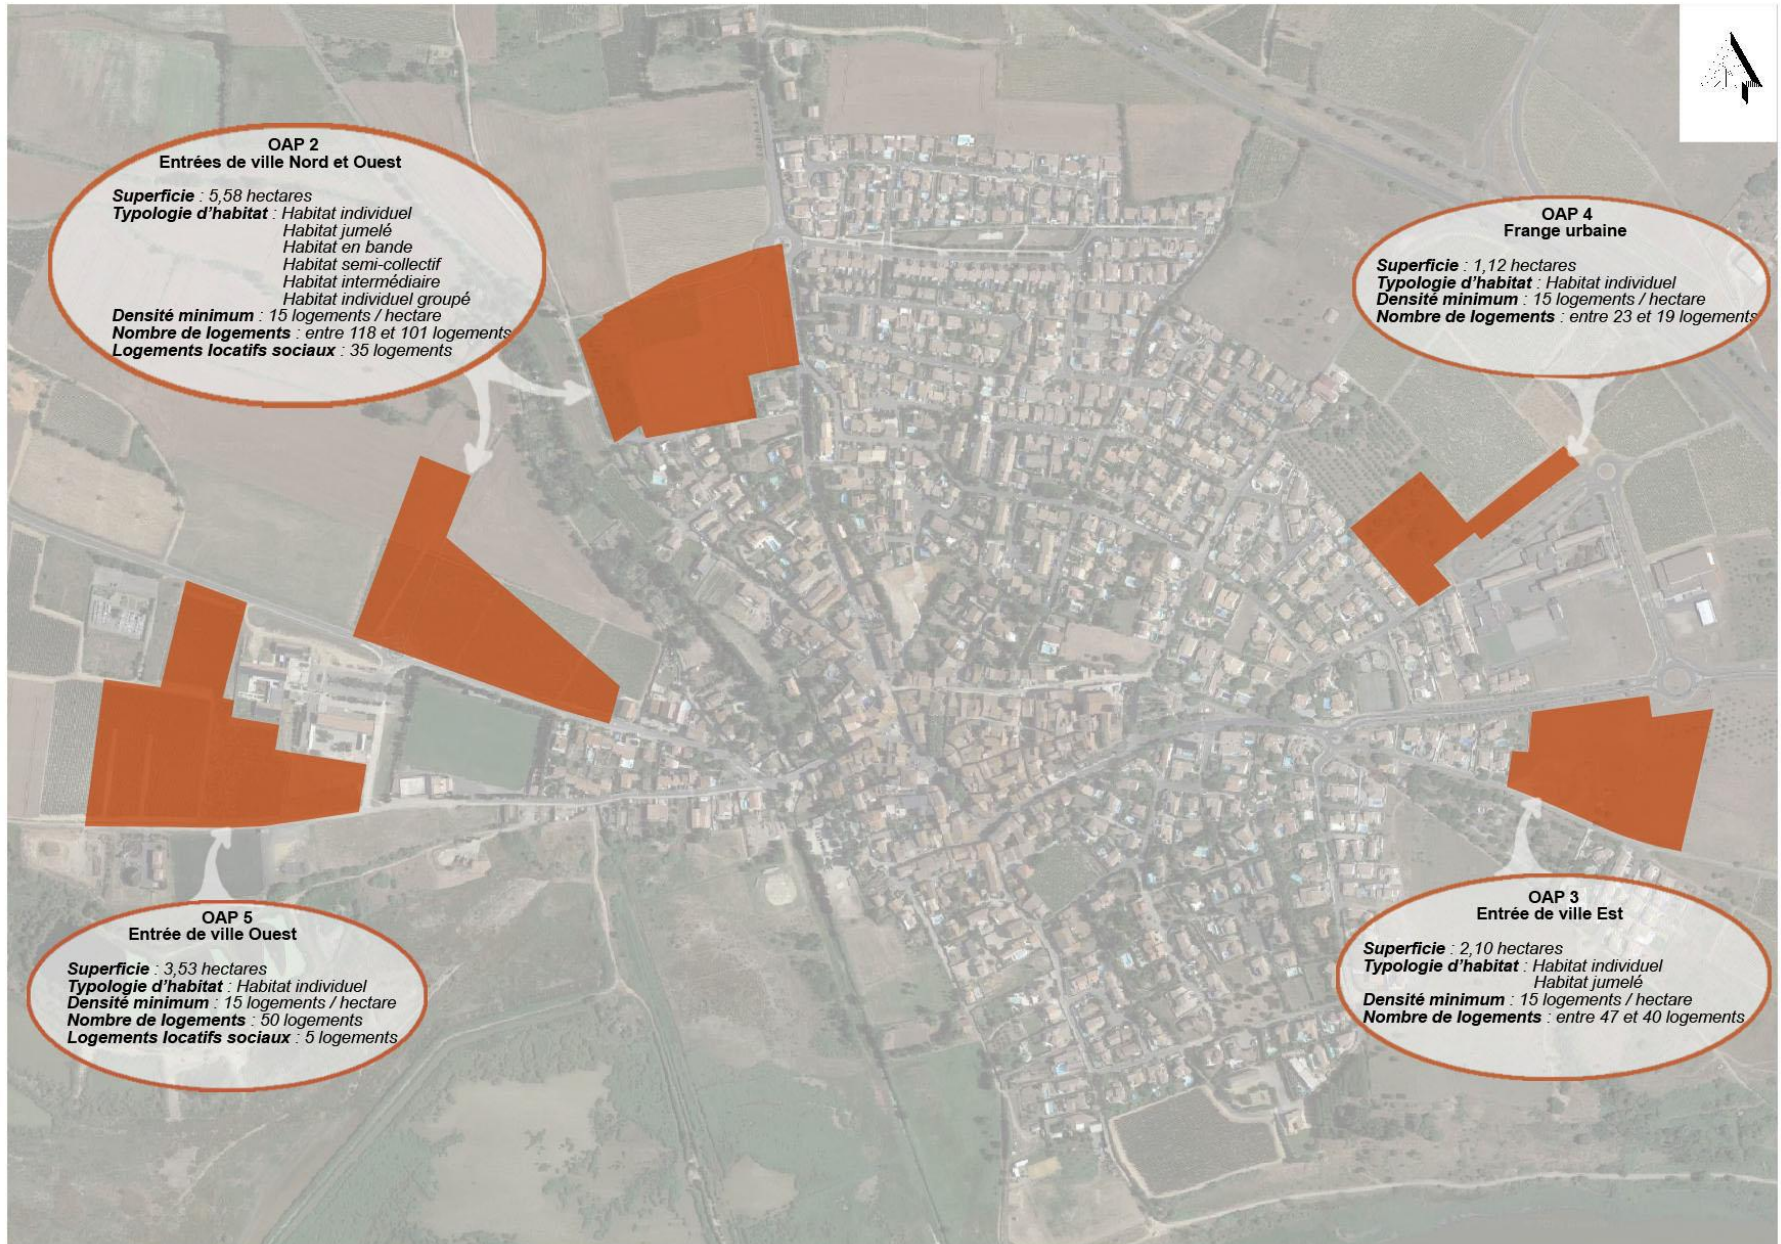 OAP 2
Entrées de ville Nord et Ouest
Superficie : 5,58 hectares
Typologie d'habitat : Habitat individuel
Habitat jumelé
Habitat en bande
Habitat semi-collectif
Habitat intermédiaire
Habitat individuel groupé
Densité minimum : 15 logements / hectare
Nombre de logements : entre 118 et 101 logements
Logements locatifs sociaux : 35 logements
OAP 4
Frange urbaine
Superficie : 1,12 hectares
Typologie d'habitat : Habitat individuel
Densité minimum : 15 logements / hectare
Nombre de logements : entre 23 et 19 logements
OAP 5
Entrée de ville Ouest
Superficie : 3,53 hectares
Typologie d'habitat : Habitat individuel
Densité minimum : 15 logements / hectare
Nombre de logements : 50 logements
Logements locatifs sociaux : 5 logements
OAP 3
Entrée de ville Est
Superficie : 2,10 hectares
Typologie d'habitat : Habitat individuel
Habitat jumelé
Densité minimum : 15 logements / hectare
Nombre de logements : entre 47 et 40 logements